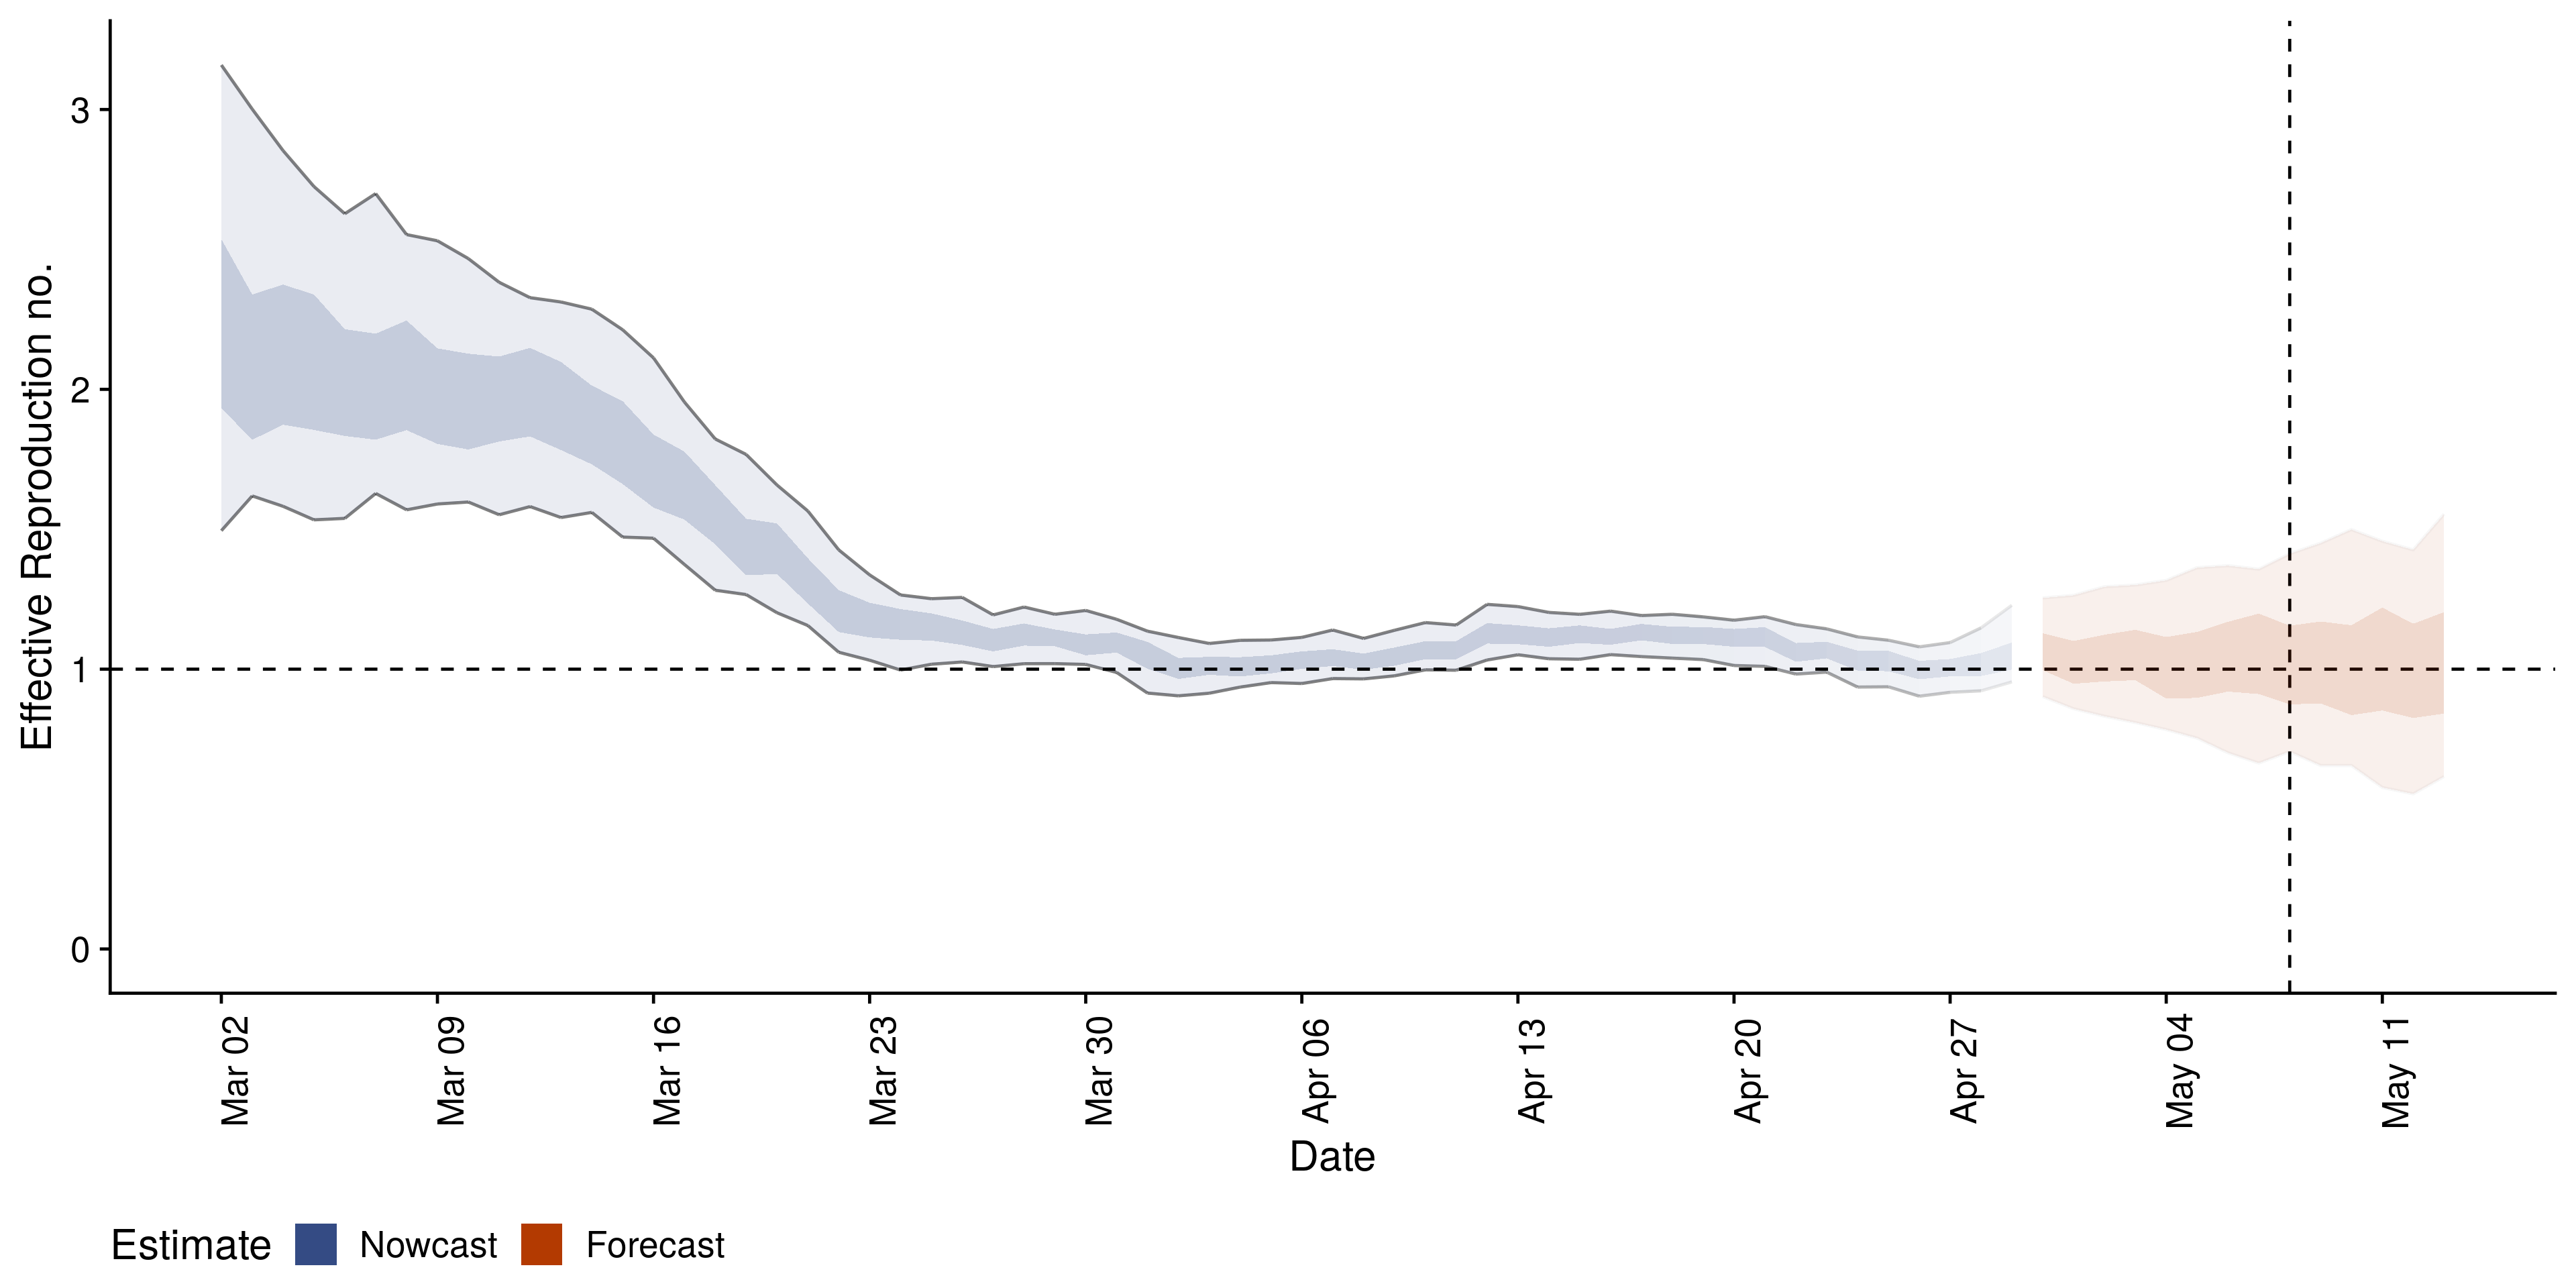 Effective Reproduction no.
3
2
1
0
Mar 02
Mar 09
Mar 16
Mar 23
Mar 30
Apr 06
Apr 13
Apr 20
Apr 27
May 04
May 11
Date
Estimate Nowcast Forecast